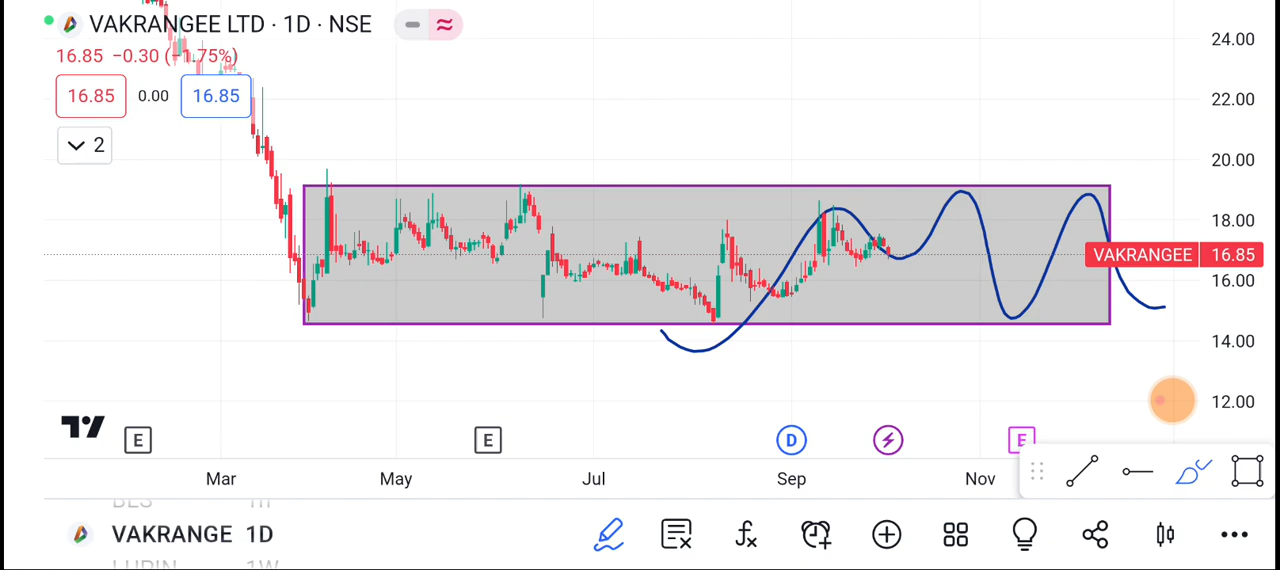 VAKRANGEE LTD · 1D · NSE
16.85 −0.30 (−1.75%)
16.85 0.00 16.85
2
24.00
22.00
20.00
18.00
VAKRANGEE 16.85
16.00
14.00
12.00
E E D E
Mar May Jul Sep Nov
VAKRANGE 1D
LUPIN 1W